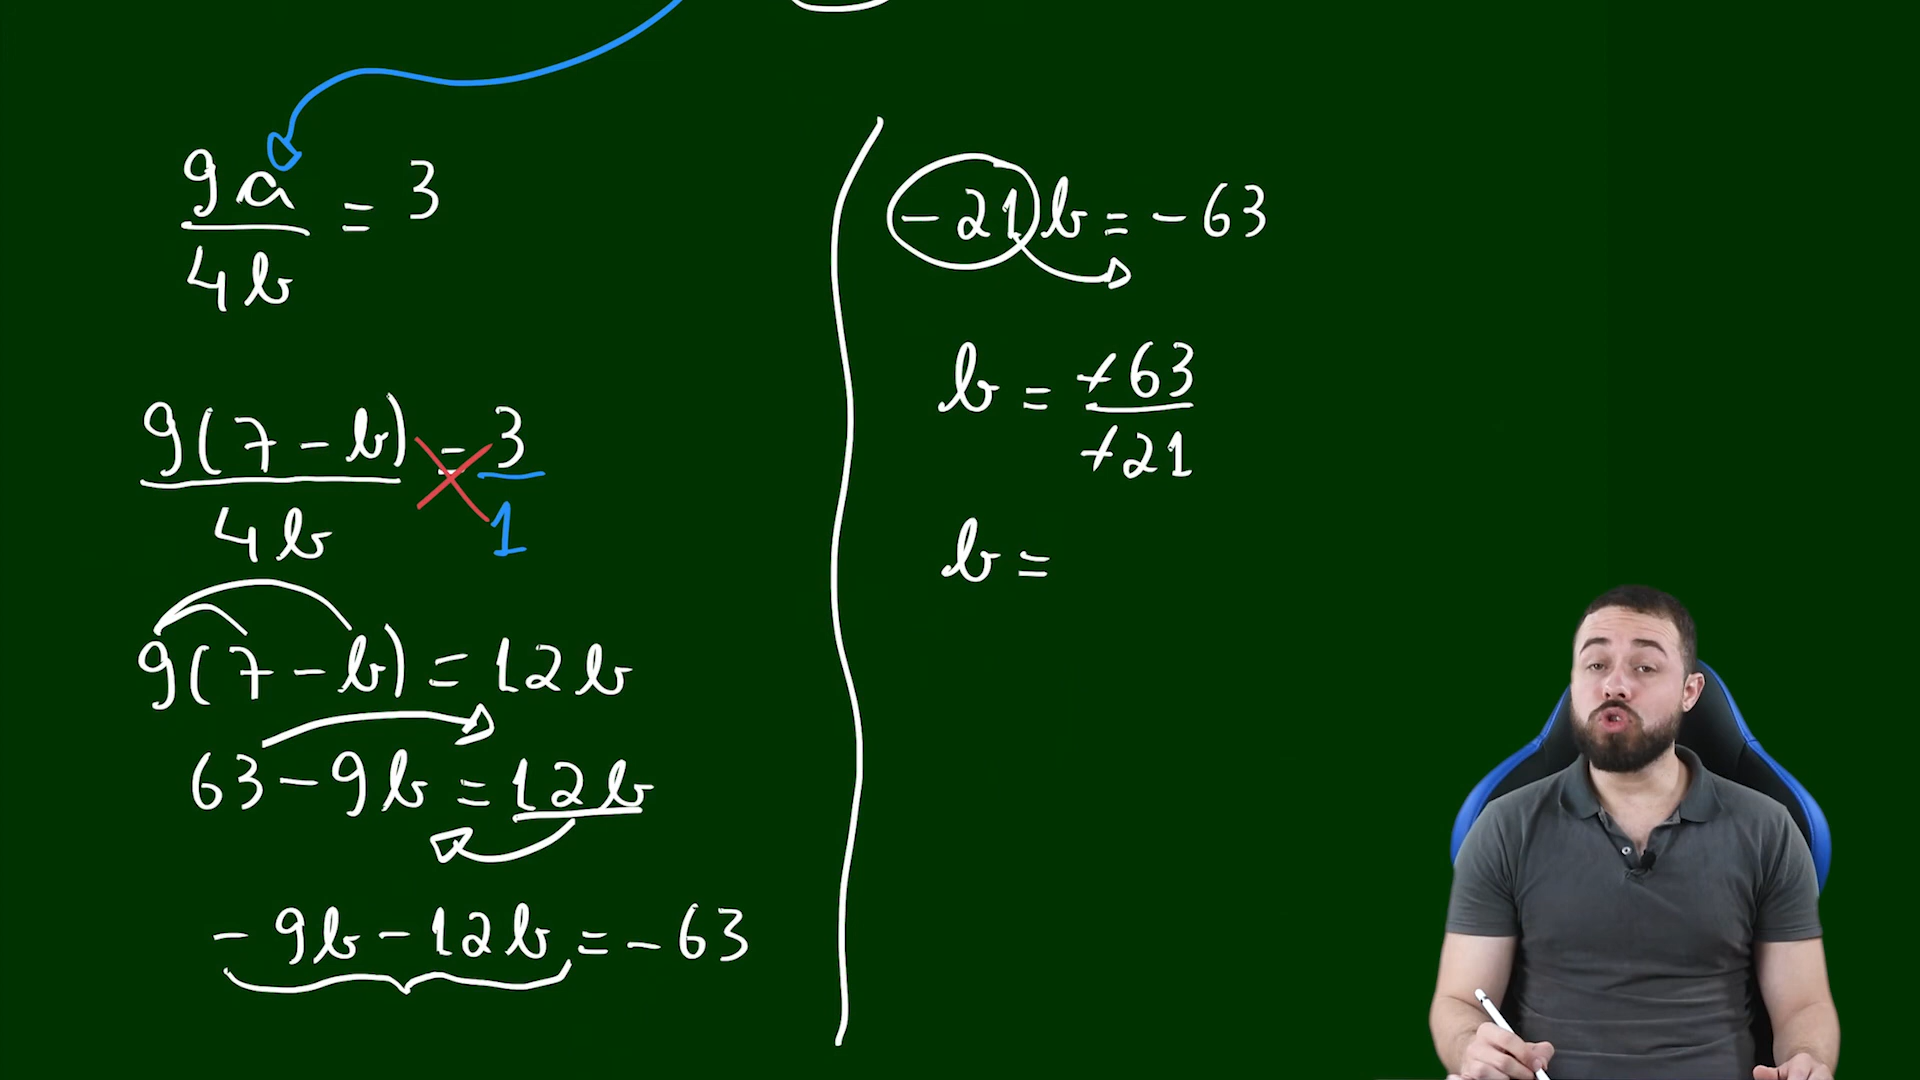 9a/4b = 3
9(7 - b)/4b = 3/1
9(7 - b) = 12b
63 - 9b = 12b
- 9b - 12b = - 63
- 21b = - 63
b = +63/+21
b =